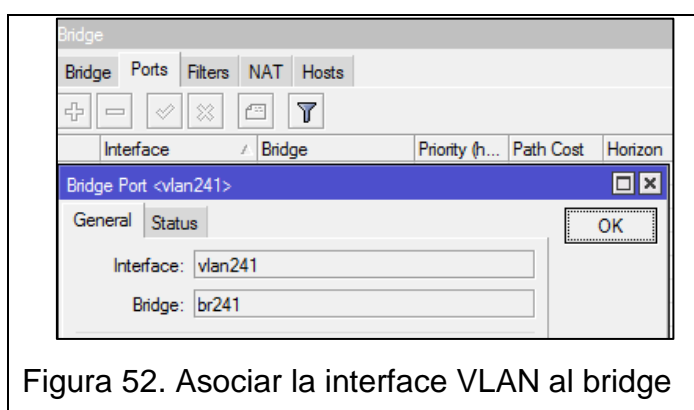 Bridge
Bridge Ports Filters NAT Hosts
Interface Bridge Priority (h... Path Cost Horizon
Bridge Port <vlan241>
General Status OK
Interface: vlan241
Bridge: br241
Figura 52. Asociar la interface VLAN al bridge